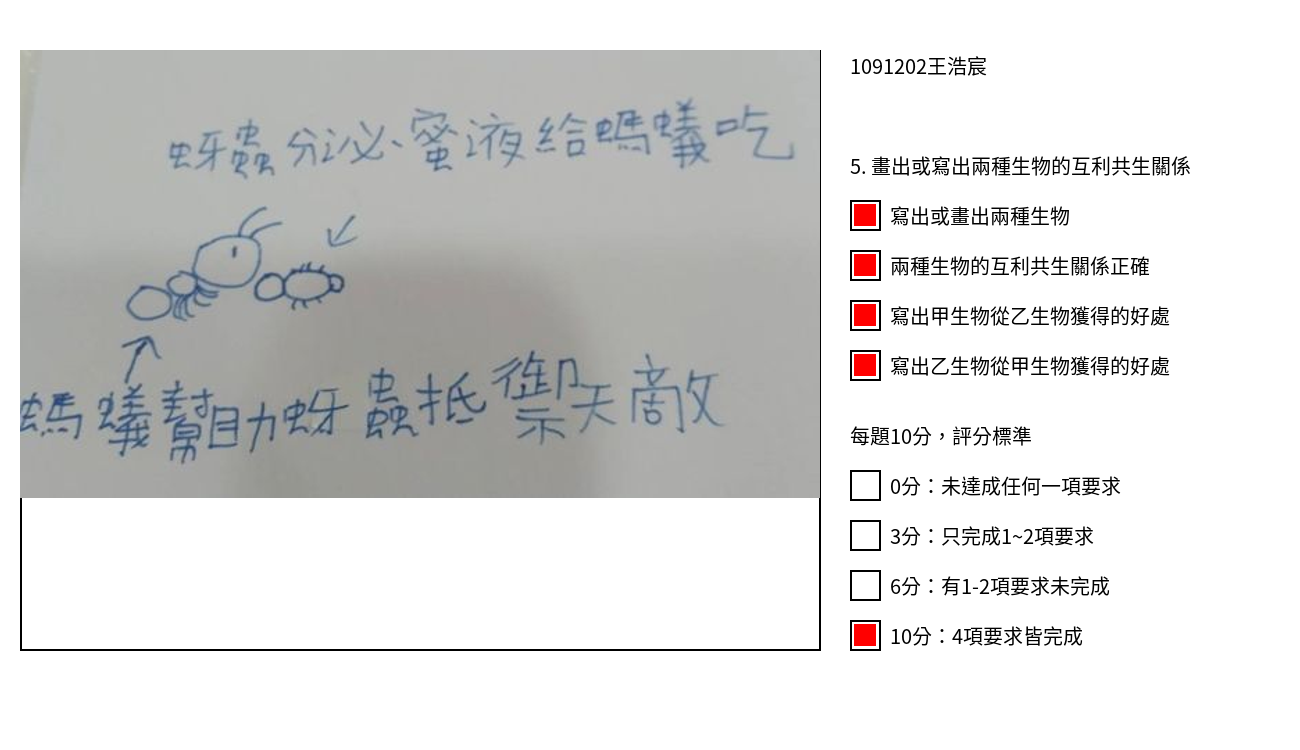 蚜蟲分泌蜜液給螞蟻吃
螞蟻幫助蚜蟲抵禦天敵
1091202王浩宸
5. 畫出或寫出兩種生物的互利共生關係
寫出或畫出兩種生物
兩種生物的互利共生關係正確
寫出甲生物從乙生物獲得的好處
寫出乙生物從甲生物獲得的好處
每題10分，評分標準
0分：未達成任何一項要求
3分：只完成1~2項要求
6分：有1-2項要求未完成
10分：4項要求皆完成